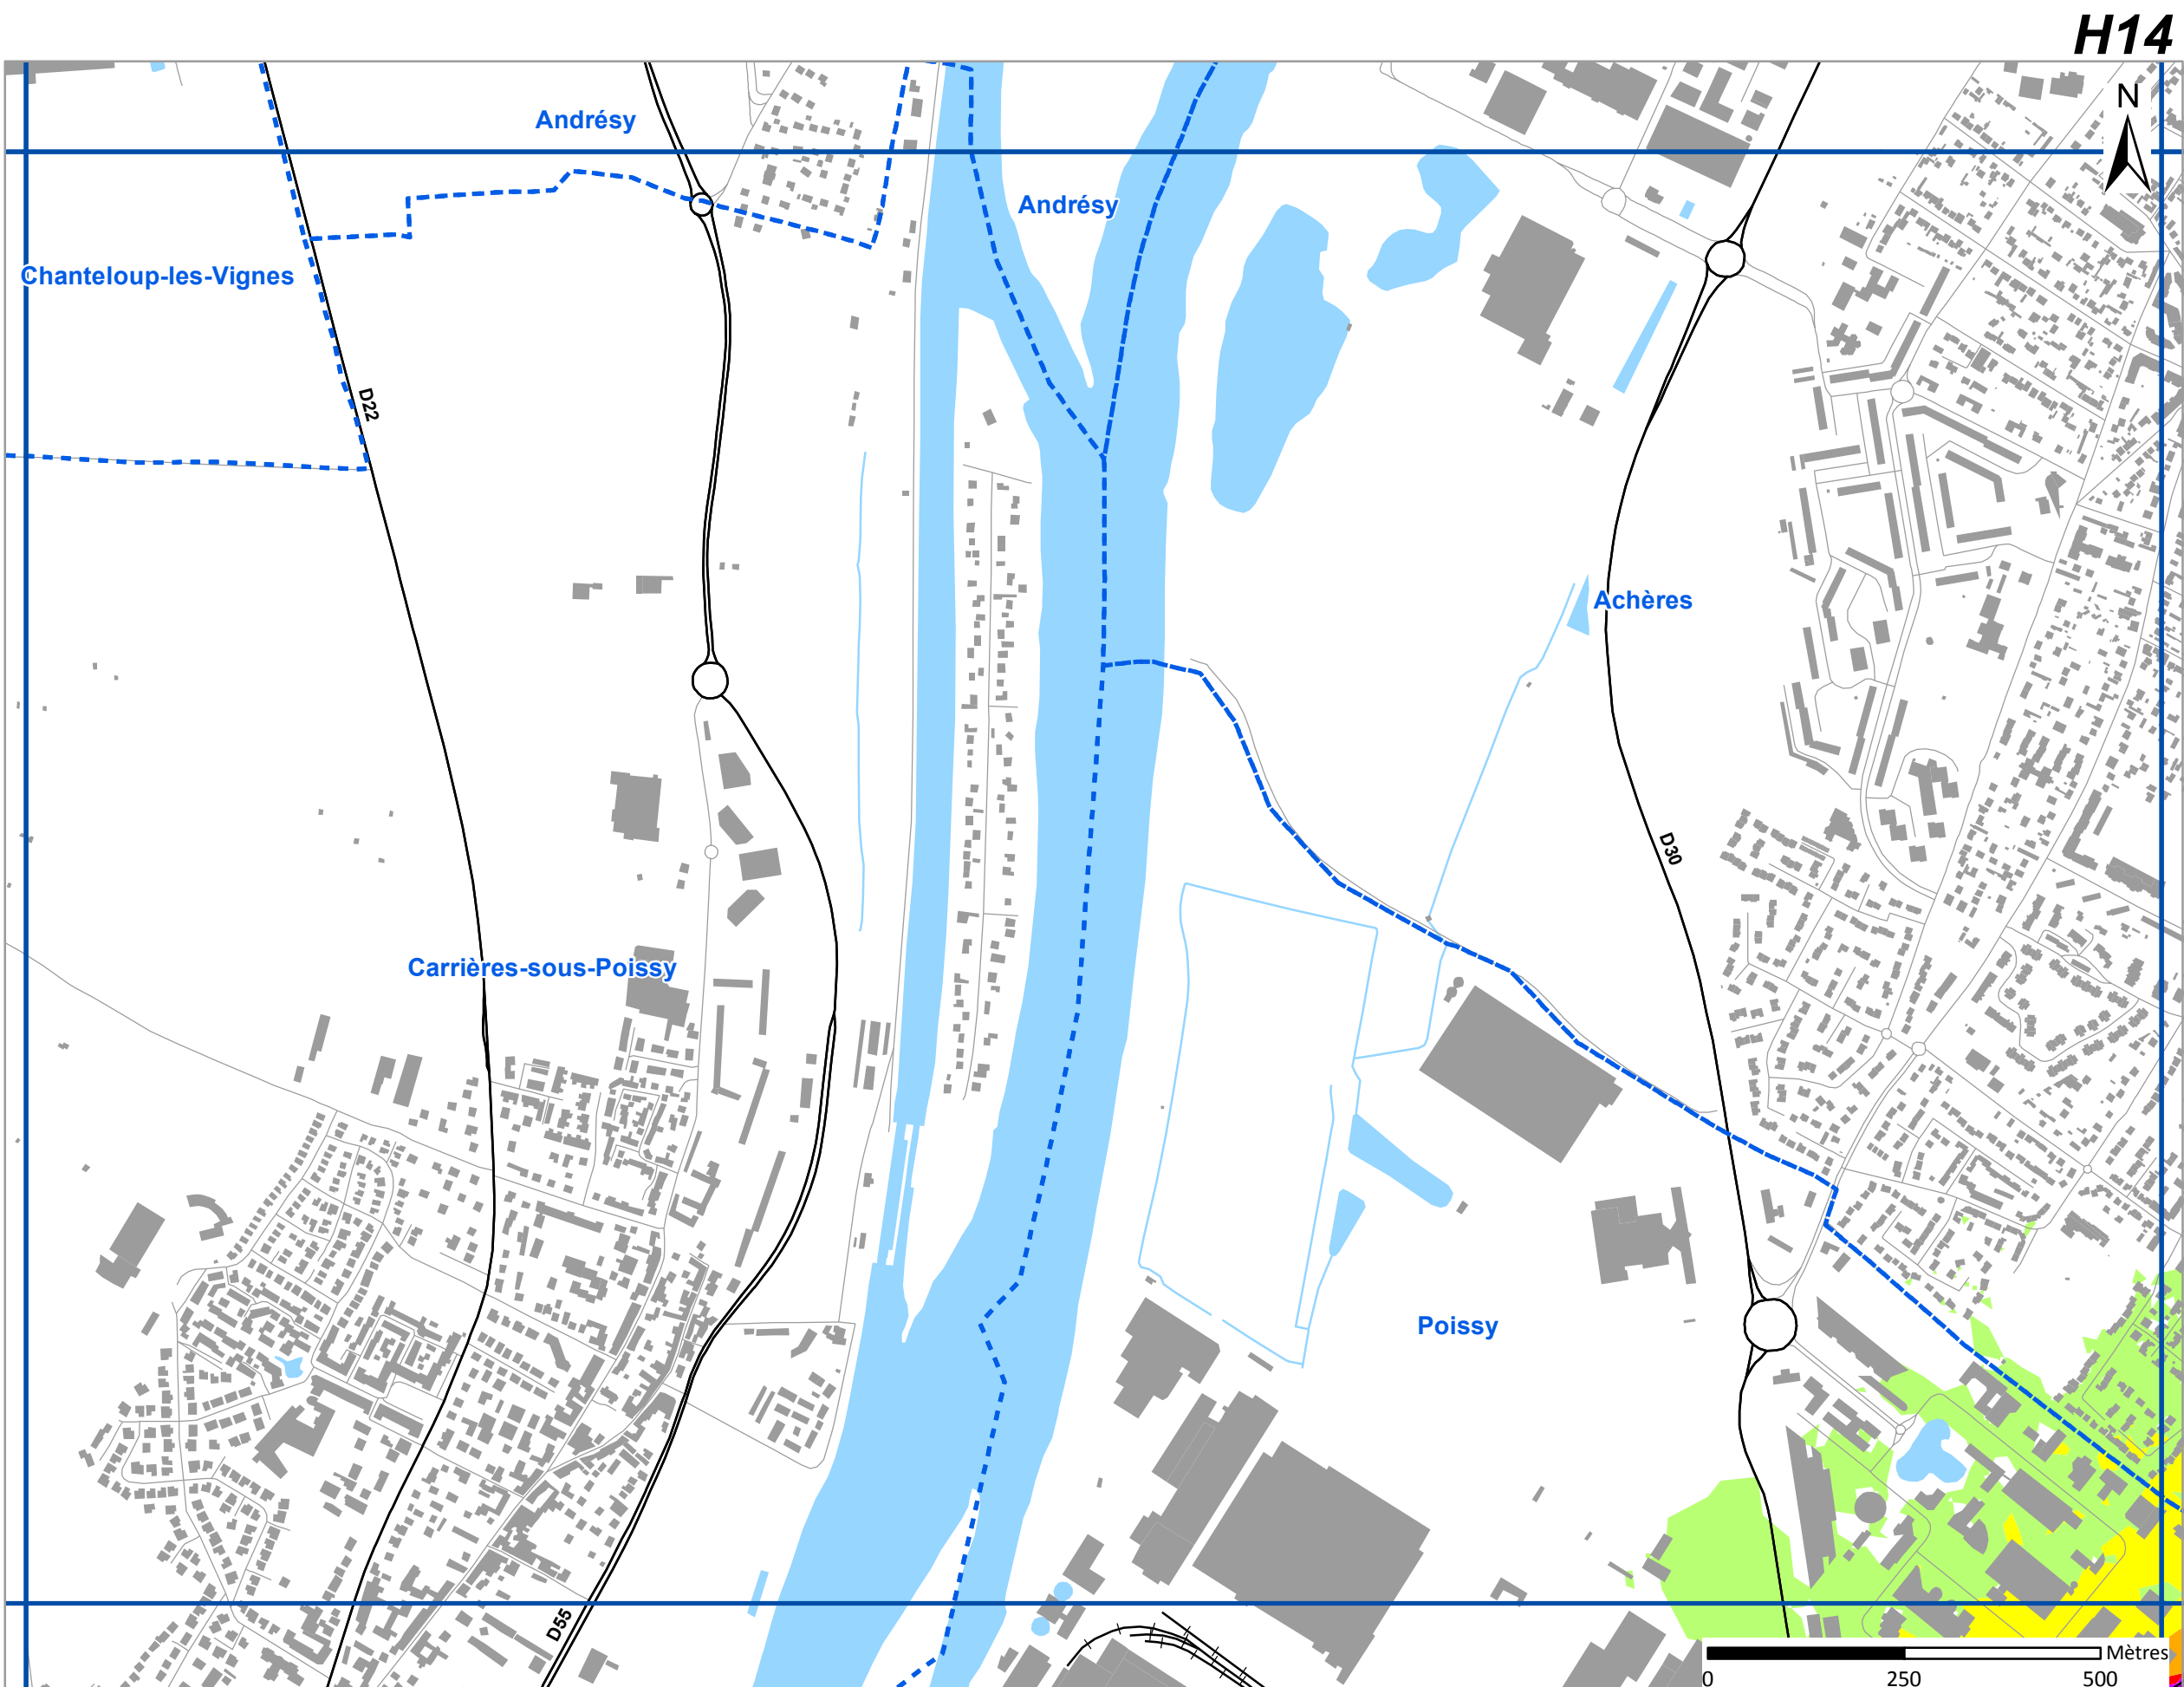 H14
N
Andrésy
Andrésy
Chanteloup-les-Vignes
D22
Achères
D30
Carrières-sous-Poissy
Poissy
D55
Mètres
0 250 500